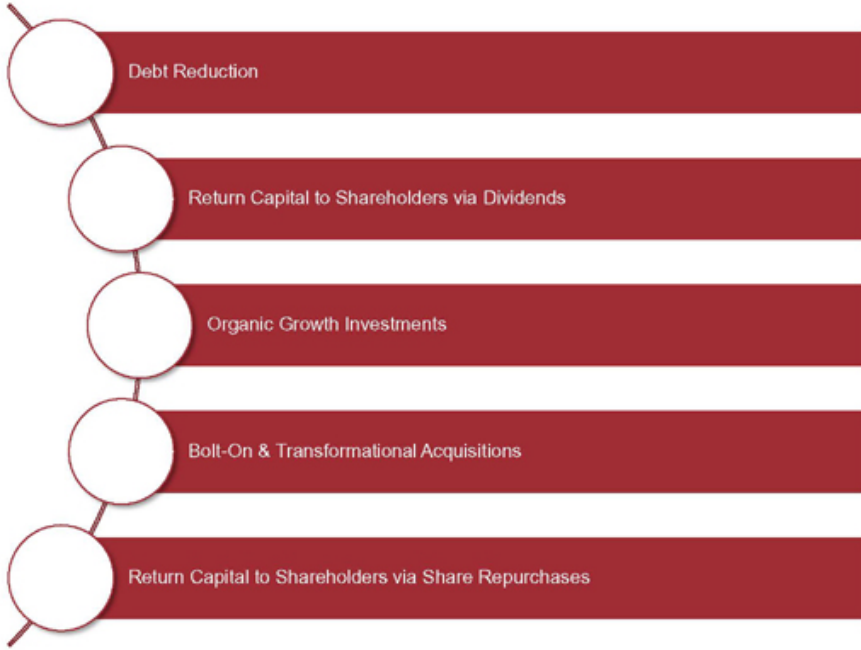 Debt Reduction
Return Capital to Shareholders via Dividends
Organic Growth Investments
Bolt-On & Transformational Acquisitions
Return Capital to Shareholders via Share Repurchases